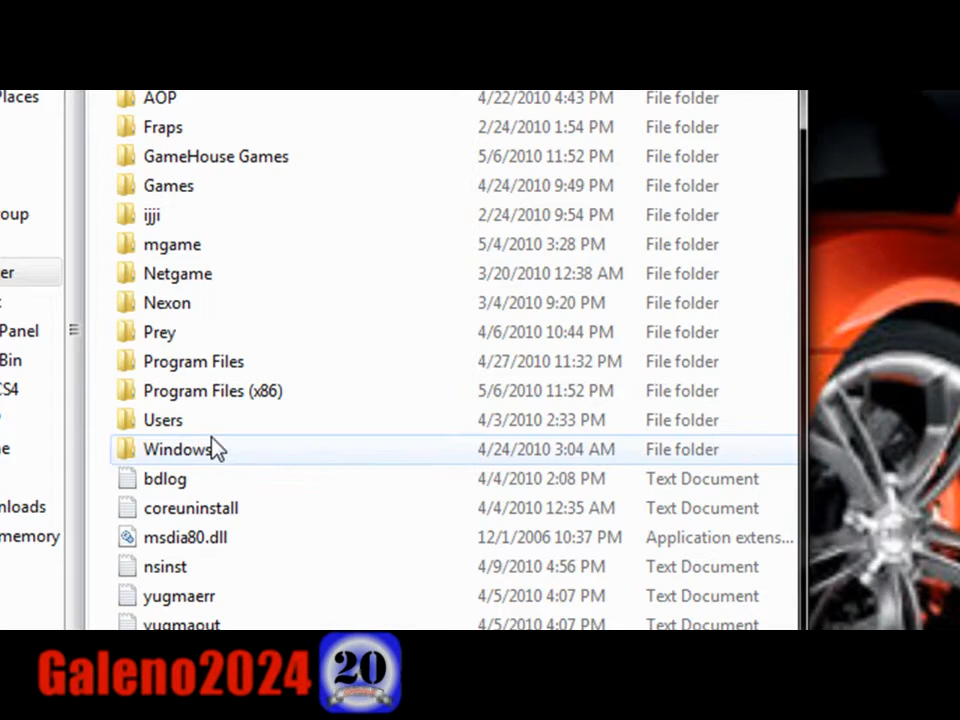 Places
AOP 4/22/2010 4:43 PM File folder
Fraps 2/24/2010 1:54 PM File folder
GameHouse Games 5/6/2010 11:52 PM File folder
Games 4/24/2010 9:49 PM File folder
oup ijji 2/24/2010 9:54 PM File folder
mgame 5/4/2010 3:28 PM File folder
er Netgame 3/20/2010 12:38 AM File folder
Nexon 3/4/2010 9:20 PM File folder
Panel Prey 4/6/2010 10:44 PM File folder
Bin Program Files 4/27/2010 11:32 PM File folder
CS4 Program Files (x86) 5/6/2010 11:52 PM File folder
Users 4/3/2010 2:33 PM File folder
e Windows 4/24/2010 3:04 AM File folder
bdlog 4/4/2010 2:08 PM Text Document
nloads coreuninstall 4/4/2010 12:35 AM Text Document
memory msdia80.dll 12/1/2006 10:37 PM Application extens...
nsinst 4/9/2010 4:56 PM Text Document
yugmaerr 4/5/2010 4:07 PM Text Document
yugmaout 4/5/2010 4:07 PM Text Document
Galeno2024 20